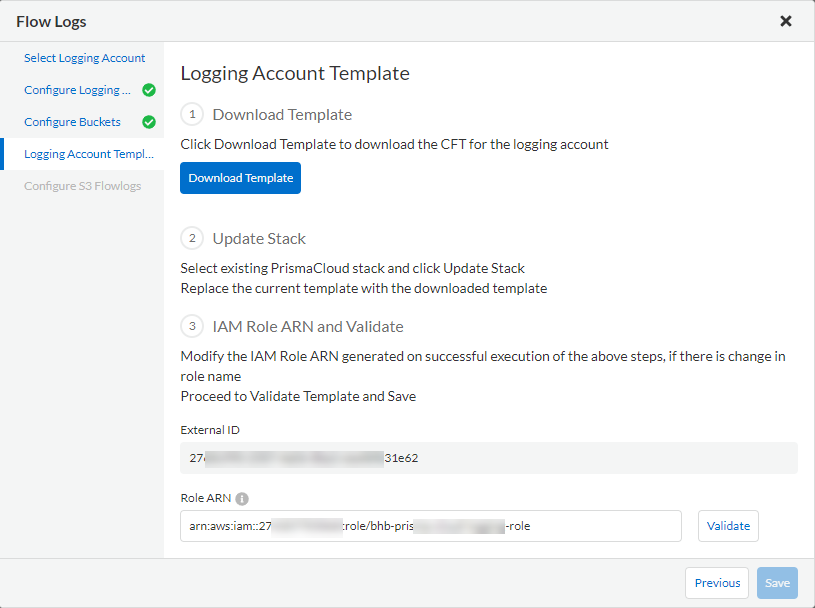 Flow Logs
Select Logging Account
Configure Logging ...
Configure Buckets
Logging Account Templ...
Configure S3 Flowlogs
Logging Account Template
1 Download Template
Click Download Template to download the CFT for the logging account
Download Template
2 Update Stack
Select existing PrismaCloud stack and click Update Stack
Replace the current template with the downloaded template
3 IAM Role ARN and Validate
Modify the IAM Role ARN generated on successful execution of the above steps, if there is change in
role name
Proceed to Validate Template and Save
External ID
27 31e62
Role ARN
arn:aws:iam::27 :role/bhb-pris -role
Validate
Previous
Save